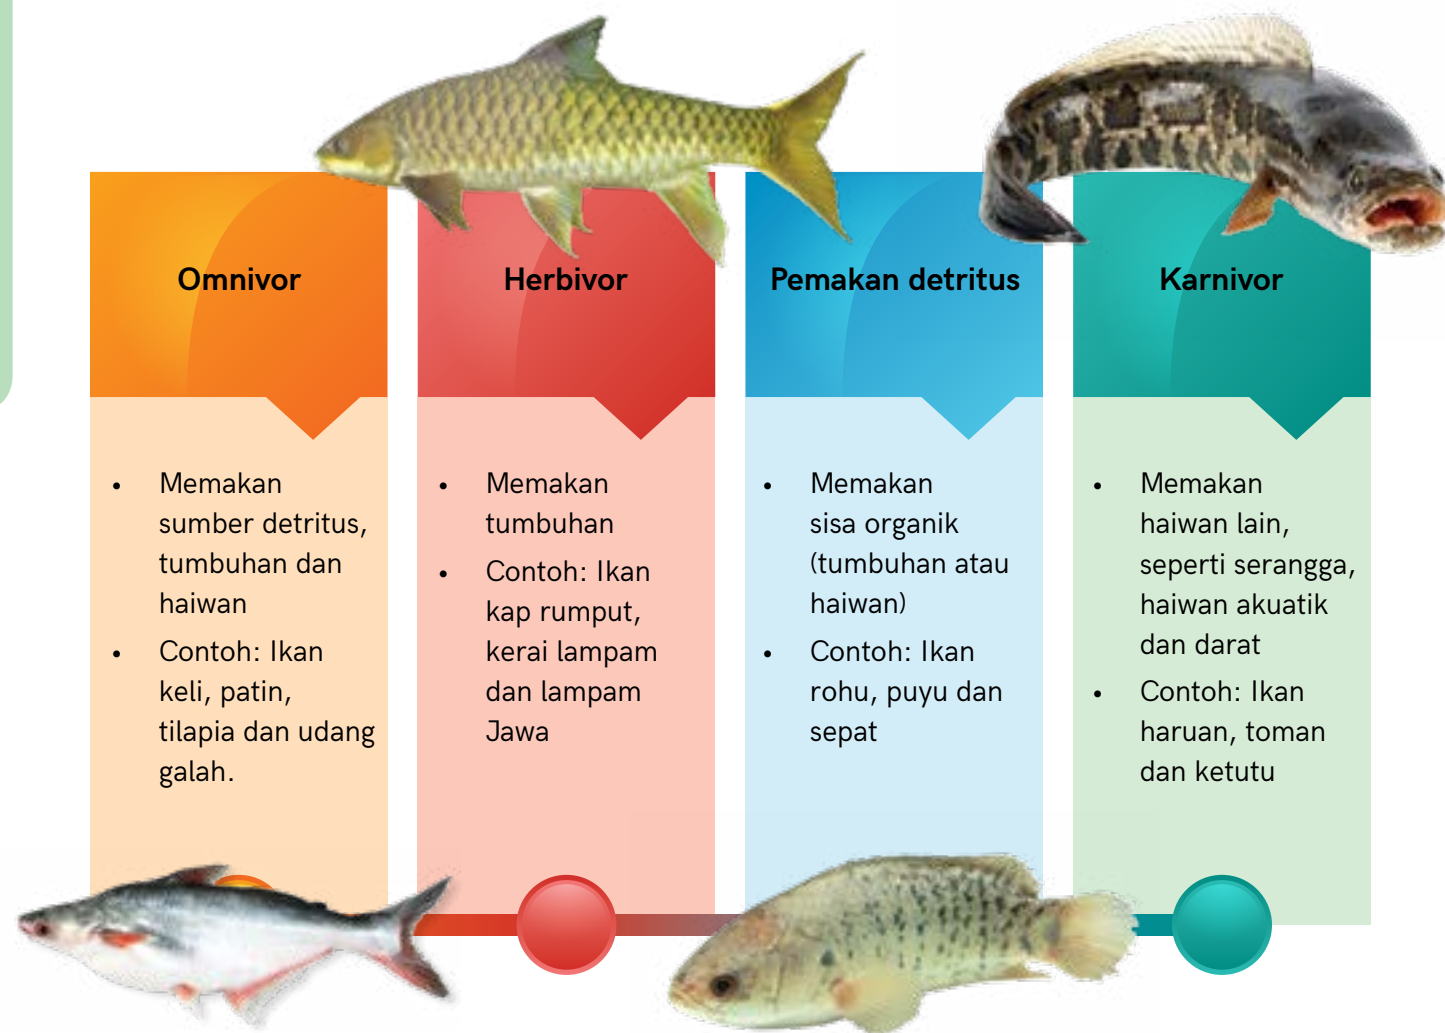 Omnivor
• Memakan
sumber detritus,
tumbuhan dan
haiwan
• Contoh: Ikan
keli, patin,
tilapia dan udang
galah.
Herbivor
• Memakan
tumbuhan
• Contoh: Ikan
kap rumput,
kerai lampam
dan lampam
Jawa
Pemakan detritus
• Memakan
sisa organik
(tumbuhan atau
haiwan)
• Contoh: Ikan
rohu, puyu dan
sepat
Karnivor
• Memakan
haiwan lain,
seperti serangga,
haiwan akuatik
dan darat
• Contoh: Ikan
haruan, toman
dan ketutu